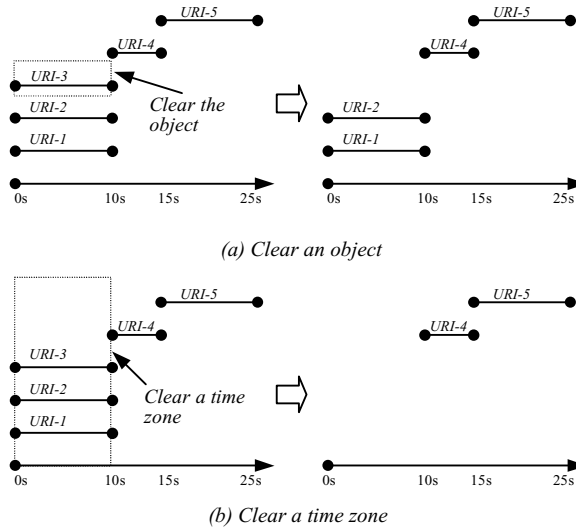 URI-5
URI-5
URI-4
URI-4
URI-3
Clear the
object
URI-2
URI-2
URI-1
URI-1
0s 10s 15s 25s
0s 10s 15s 25s
(a) Clear an object
URI-5
URI-5
URI-4
URI-4
URI-3
Clear a time
zone
URI-2
URI-1
0s 10s 15s 25s
0s 10s 15s 25s
(b) Clear a time zone